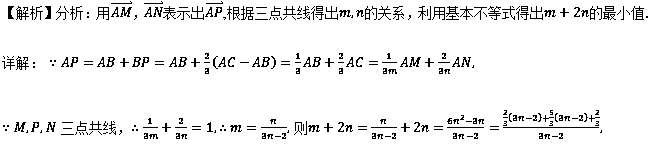 【解析】分析：用$\overrightarrow{AM}$，$\overrightarrow{AN}$表示出$\overrightarrow{AP}$,根据三点共线得出$m,n$的关系，利用基本不等式得出$m+2n$的最小值.
详解：∵ $AP=AB+BP=AB+\frac{2}{3}(AC-AB)=\frac{1}{3}AB+\frac{2}{3}AC=\frac{1}{3m}AM+\frac{2}{3n}AN$,
∵ $M,P,N$ 三点共线，∴ $\frac{1}{3m}+\frac{2}{3n}=1$,∴ $m=\frac{n}{3n-2}$, 则$m+2n=\frac{n}{3n-2}+2n=\frac{6n^2-3n}{3n-2}=\frac{\frac{2}{3}(3n-2)+\frac{5}{3}(3n-2)+\frac{2}{3}}{3n-2}$,